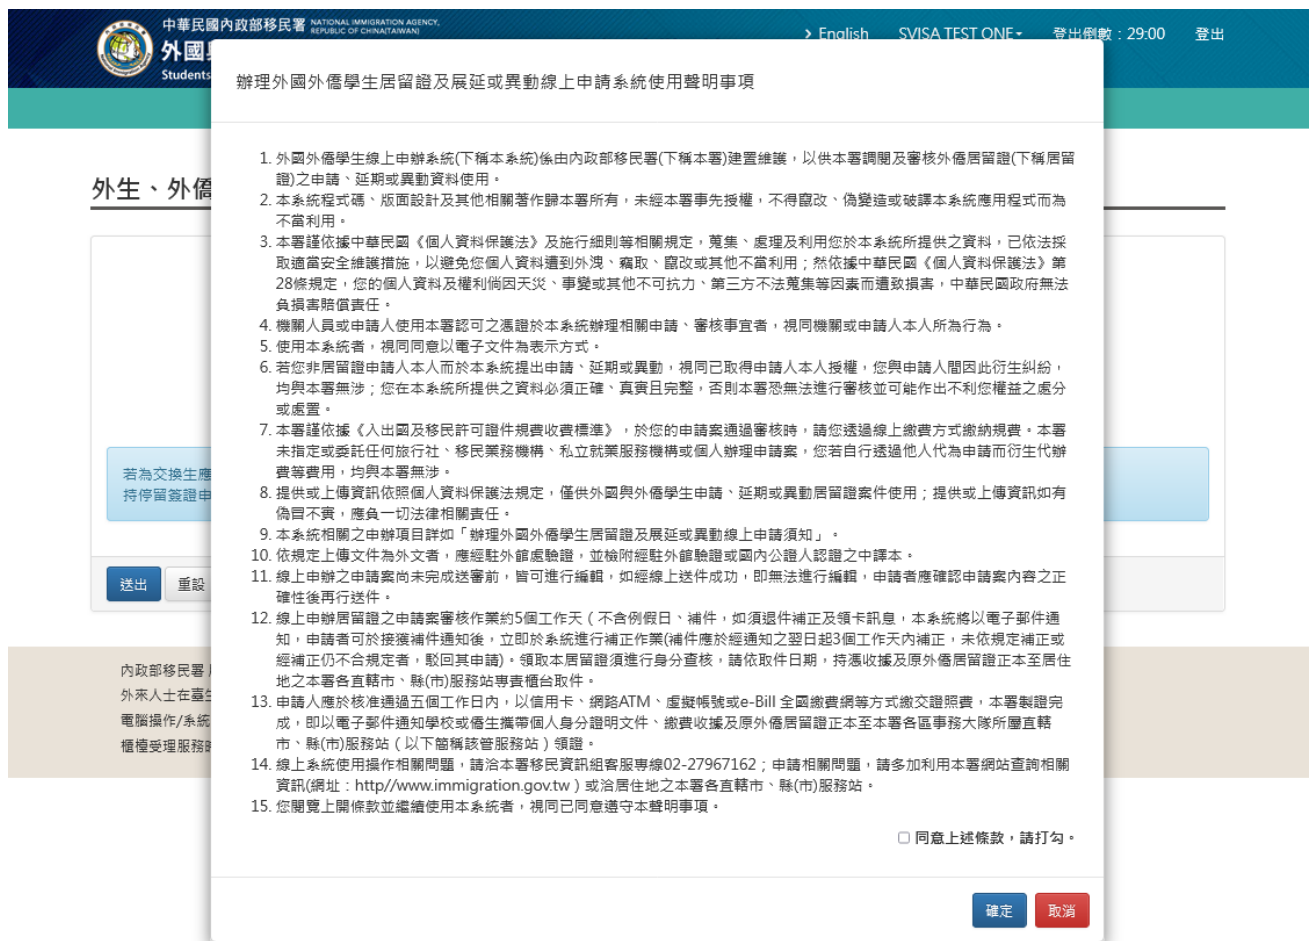 中華民國內政部移民署 NATIONAL IMMIGRATION AGENCY,
REPUBLIC OF CHINA(TAIWAN)
外國
Students
English
SVISA TEST ONE
登出倒數：29:00
登出
辦理外國外僑學生居留證及展延或異動線上申請系統使用聲明事項
外生、外僑
1. 外國外僑學生線上申辦系統(下稱本系統)係由內政部移民署(下稱本署)建置維護，以供本署調閱及審核外僑居留證(下稱居留
證)之申請、延期或異動資料使用。
2. 本系統程式碼、版面設計及其他相關著作歸本署所有，未經本署事先授權，不得竄改、偽變造或破譯本系統應用程式而為
不當利用。
3. 本署謹依據中華民國《個人資料保護法》及施行細則等相關規定，蒐集、處理及利用您於本系統所提供之資料，已依法採
取適當安全維護措施，以避免您個人資料遭到外洩、竊取、竄改或其他不當利用；然依據中華民國《個人資料保護法》第
28條規定，您的個人資料及權利倘因天災、事變或其他不可抗力、第三方不法蒐集等因素而遭致損害，中華民國政府無法
負損害賠償責任。
4. 機關人員或申請人使用本署認可之憑證於本系統辦理相關申請、審核事宜者，視同機關或申請人本人所為行為。
5. 使用本系統者，視同同意以電子文件為表示方式。
6. 若您非居留證申請人本人而於本系統提出申請、延期或異動，視同已取得申請人本人授權，您與申請人間因此衍生糾紛，
均與本署無涉；您在本系統所提供之資料必須正確、真實且完整，否則本署恐無法進行審核並可能作出不利您權益之處分
或處置。
7. 本署謹依據《入出國及移民許可證件規費收費標準》，於您的申請案通過審核時，請您透過線上繳費方式繳納規費。本署
未指定或委託任何旅行社、移民業務機構、私立就業服務機構或個人辦理申請案，您若自行透過他人代為申請而衍生代辦
費等費用，均與本署無涉。
8. 提供或上傳資訊依照個人資料保護法規定，僅供外國與外僑學生申請、延期或異動居留證案件使用；提供或上傳資訊如有
偽冒不實，應負一切法律相關責任。
9. 本系統相關之申辦項目詳如「辦理外國外僑學生居留證及展延或異動線上申請須知」。
10. 依規定上傳文件為外文者，應經駐外館處驗證，並檢附經駐外館驗證或國內公證人認證之中譯本。
11. 線上申辦之申請案尚未完成送審前，皆可進行編輯，如經線上送件成功，即無法進行編輯，申請者應確認申請案內容之正
確性後再行送件。
12. 線上申辦居留證之申請案審核作業約5個工作天（不含例假日、補件，如須退件補正及領卡訊息，本系統將以電子郵件通
知，申請者可於接獲補件通知後，立即於系統進行補正作業(補件應於經通知之翌日起3個工作天內補正，未依規定補正或
經補正仍不合規定者，駁回其申請)。領取本居留證須進行身分查核，請依取件日期，持憑收據及原外僑居留證正本至居住
地之本署各直轄市、縣(市)服務站專責櫃台取件。
13. 申請人應於核准通過五個工作日內，以信用卡、網路ATM、虛擬帳號或e-Bill 全國繳費網等方式繳交證照費，本署製證完
成，即以電子郵件通知學校或僑生攜帶個人身分證明文件、繳費收據及原外僑居留證正本至本署各區事務大隊所屬直轄
市、縣(市)服務站（以下簡稱該管服務站）領證。
14. 線上系統使用操作相關問題，請洽本署移民資訊組客服專線02-27967162；申請相關問題，請多加利用本署網站查詢相關
資訊(網址：http//www.immigration.gov.tw ) 或洽居住地之本署各直轄市、縣(市)服務站。
15. 您閱覽上開條款並繼續使用本系統者，視同已同意遵守本聲明事項。
同意上述條款，請打勾。
確定
取消
若為交換生應
持停留簽證申
送出
重設
內政部移民署
外來人士在臺生
電腦操作/系統
櫃檯受理服務時